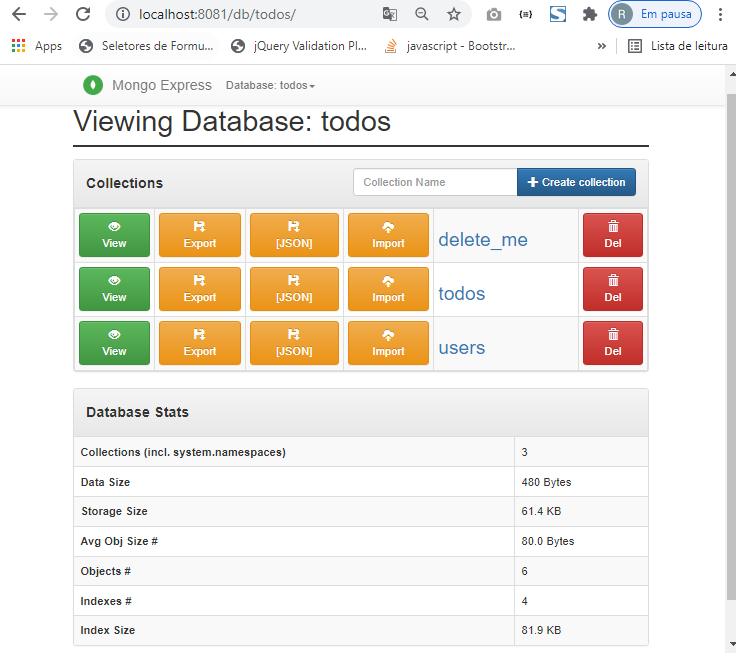 localhost:8081/db/todos/
R Em pausa
Apps Seletores de Formu... jQuery Validation Pl... javascript - Bootstr... » Lista de leitura
Mongo Express Database: todos
Viewing Database: todos
Collections Collection Name Create collection
View Export [JSON] Import delete_me Del
View Export [JSON] Import todos Del
View Export [JSON] Import users Del
Database Stats
Collections (incl. system.namespaces) 3
Data Size 480 Bytes
Storage Size 61.4 KB
Avg Obj Size # 80.0 Bytes
Objects # 6
Indexes # 4
Index Size 81.9 KB